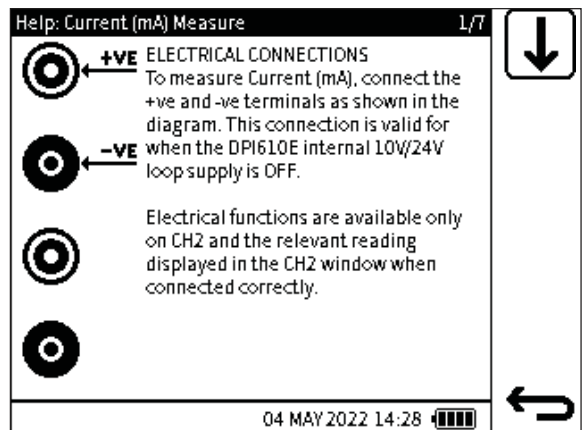 Help: Current (mA) Measure 1/7
+VE
ELECTRICAL CONNECTIONS
To measure Current (mA), connect the
+ve and -ve terminals as shown in the
diagram. This connection is valid for
-VE
when the DPI610E internal 10V/24V
loop supply is OFF.
Electrical functions are available only
on CH2 and the relevant reading
displayed in the CH2 window when
connected correctly.
04 MAY 2022 14:28